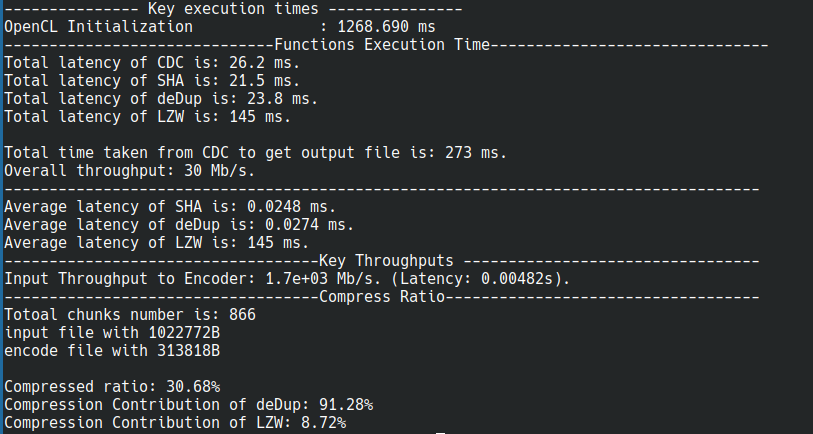 --------------- Key execution times ---------------
OpenCL Initialization              : 1268.690 ms
------------------------------Functions Execution Time-------------------------------
Total latency of CDC is: 26.2 ms.
Total latency of SHA is: 21.5 ms.
Total latency of deDup is: 23.8 ms.
Total latency of LZW is: 145 ms.

Total time taken from CDC to get output file is: 273 ms.
Overall throughput: 30 Mb/s.
------------------------------------------------------------------------------------
Average latency of SHA is: 0.0248 ms.
Average latency of deDup is: 0.0274 ms.
Average latency of LZW is: 145 ms.
-----------------------------------Key Throughputs ---------------------------------
Input Throughput to Encoder: 1.7e+03 Mb/s. (Latency: 0.00482s).
-----------------------------------Compress Ratio-----------------------------------
Totoal chunks number is: 866
input file with 1022772B
encode file with 313818B

Compressed ratio: 30.68%
Compression Contribution of deDup: 91.28%
Compression Contribution of LZW: 8.72%